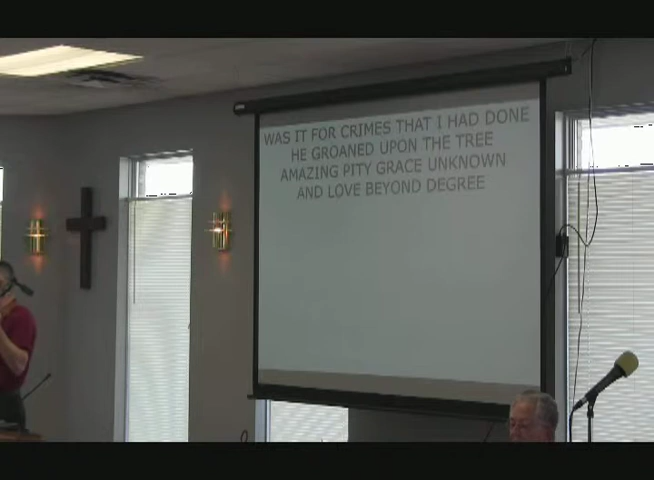 WAS IT FOR CRIMES THAT I HAD DONE
HE GROANED UPON THE TREE
AMAZING PITY GRACE UNKNOWN
AND LOVE BEYOND DEGREE